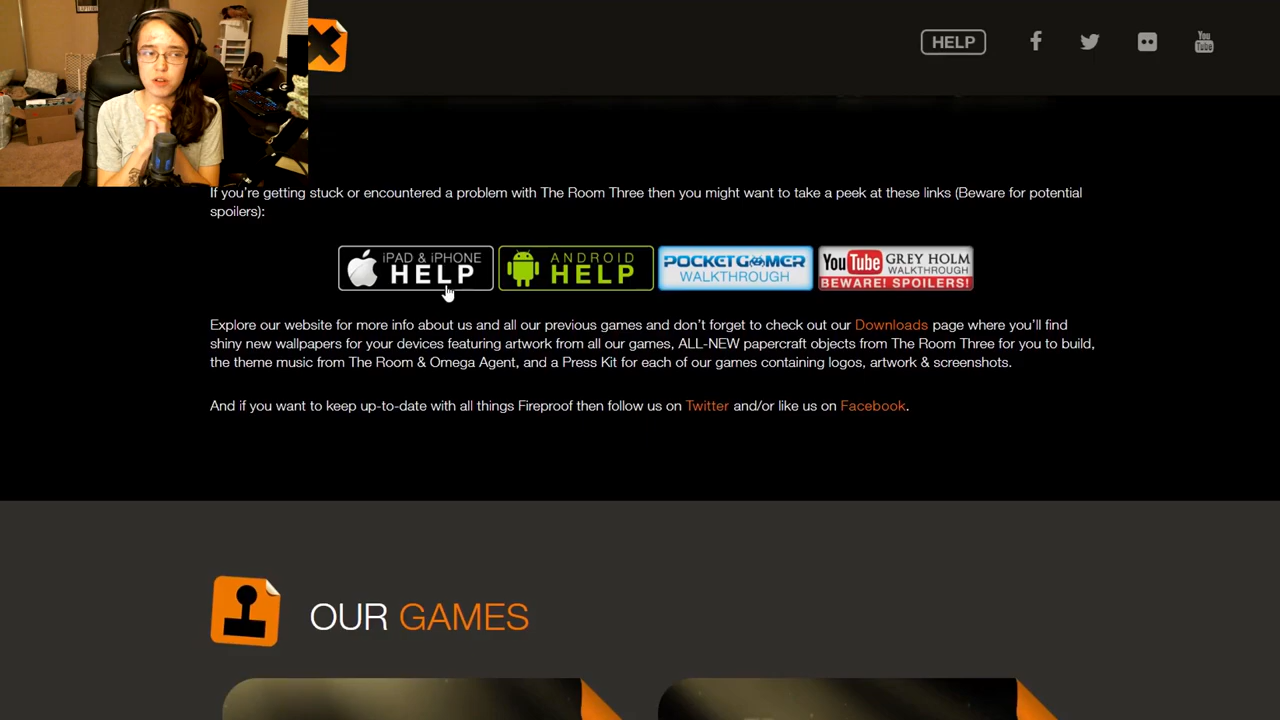 HELP
You Tube
If you're getting stuck or encountered a problem with The Room Three then you might want to take a peek at these links (Beware for potential
spoilers):
iPAD & iPHONE
HELP
ANDROID
HELP
POCKETGAMER
WALKTHROUGH
YouTube GREY HOLM
WALKTHROUGH
BEWARE! SPOILERS!
Explore our website for more info about us and all our previous games and don't forget to check out our Downloads page where you'll find
shiny new wallpapers for your devices featuring artwork from all our games, ALL-NEW papercraft objects from The Room Three for you to build,
the theme music from The Room & Omega Agent, and a Press Kit for each of our games containing logos, artwork & screenshots.
And if you want to keep up-to-date with all things Fireproof then follow us on Twitter and/or like us on Facebook.
OUR GAMES